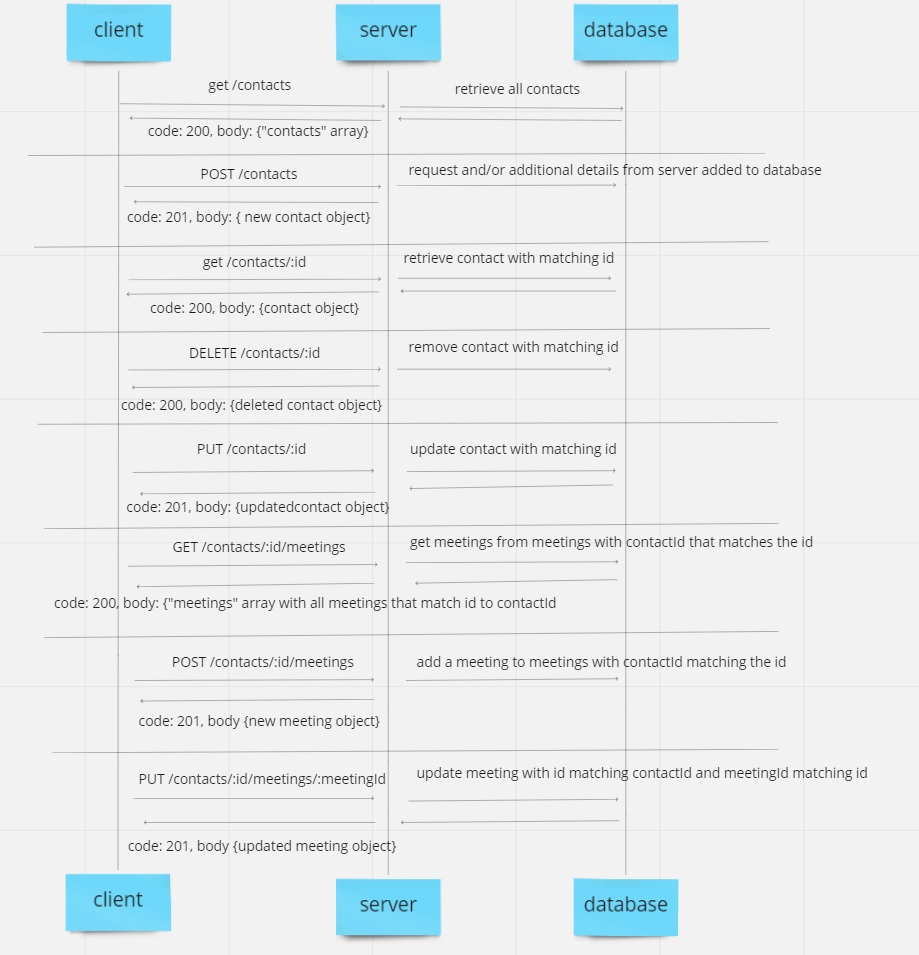 client
server
database
get /contacts
retrieve all contacts
code: 200, body: {"contacts" array}
POST /contacts
request and/or additional details from server added to database
code: 201, body: { new contact object}
get /contacts/:id
retrieve contact with matching id
code: 200, body: {contact object}
DELETE /contacts/:id
remove contact with matching id
code: 200, body: {deleted contact object}
PUT /contacts/:id
update contact with matching id
code: 201, body: {updatedcontact object}
GET /contacts/:id/meetings
get meetings from meetings with contactId that matches the id
code: 200, body: {"meetings" array with all meetings that match id to contactId
POST /contacts/:id/meetings
add a meeting to meetings with contactId matching the id
code: 201, body {new meeting object}
PUT /contacts/:id/meetings/:meetingId
update meeting with id matching contactId and meetingId matching id
code: 201, body {updated meeting object}
client
server
database